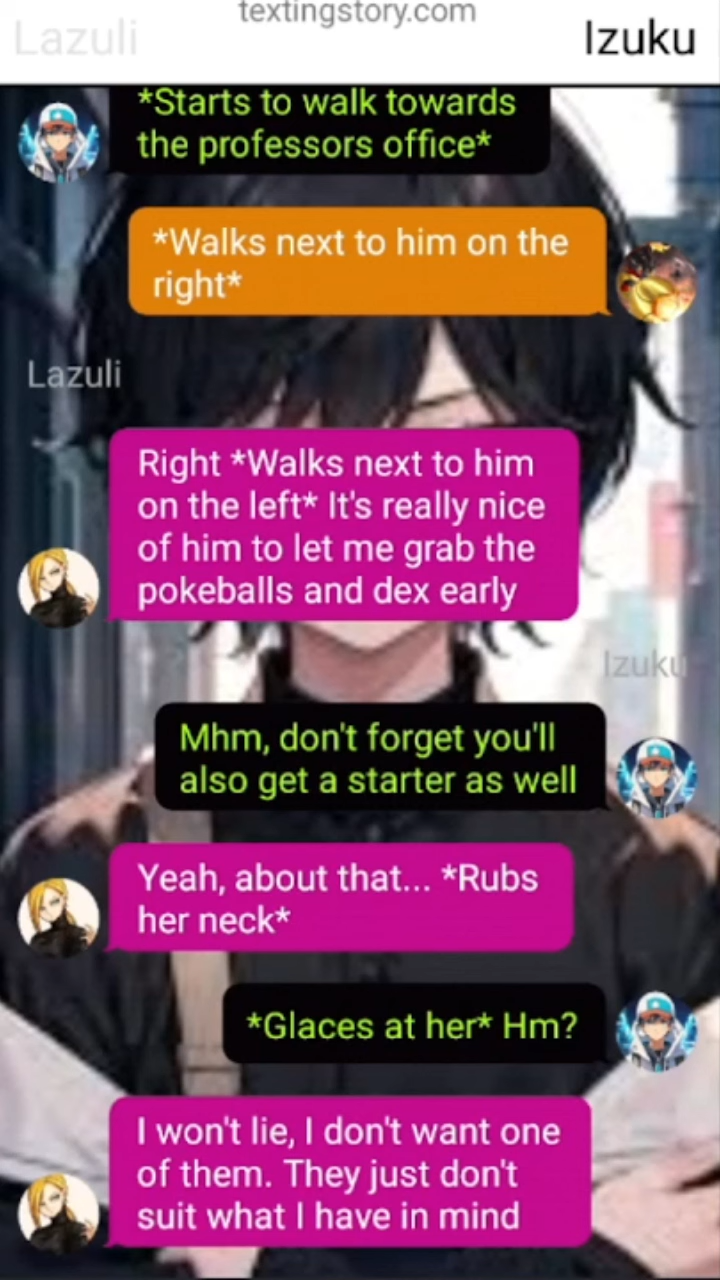 textingstory.com
Lazuli
Izuku
*Starts to walk towards
the professors office*
*Walks next to him on the
right*
Lazuli
Right *Walks next to him
on the left* It's really nice
of him to let me grab the
pokeballs and dex early
Izuku
Mhm, don't forget you'll
also get a starter as well
Yeah, about that... *Rubs
her neck*
*Glaces at her* Hm?
I won't lie, I don't want one
of them. They just don't
suit what I have in mind